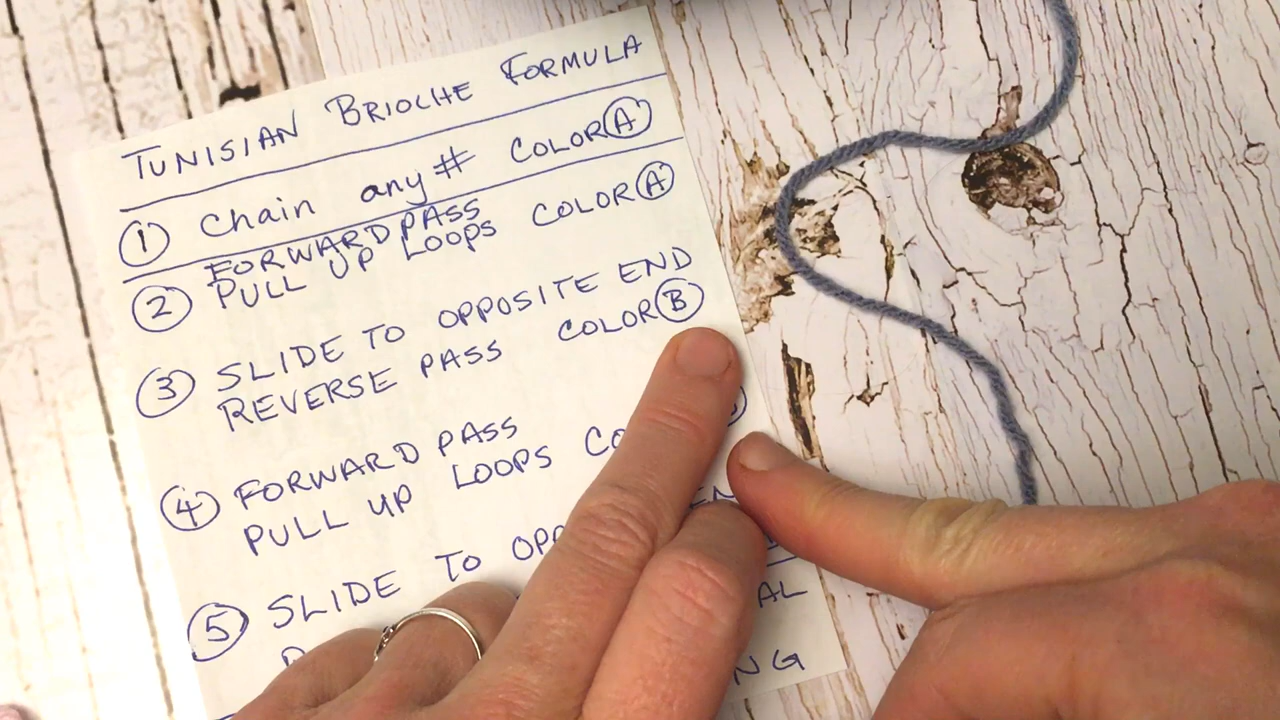 TUNISIAN BRIOCHE FORMULA
① Chain any # COLOR Ⓐ
② FORWARD PASS
PULL UP LOOPS COLOR Ⓐ
③ SLIDE TO OPPOSITE END
REVERSE PASS COLOR Ⓑ
④ FORWARD PASS
PULL UP LOOPS
⑤ SLIDE TO